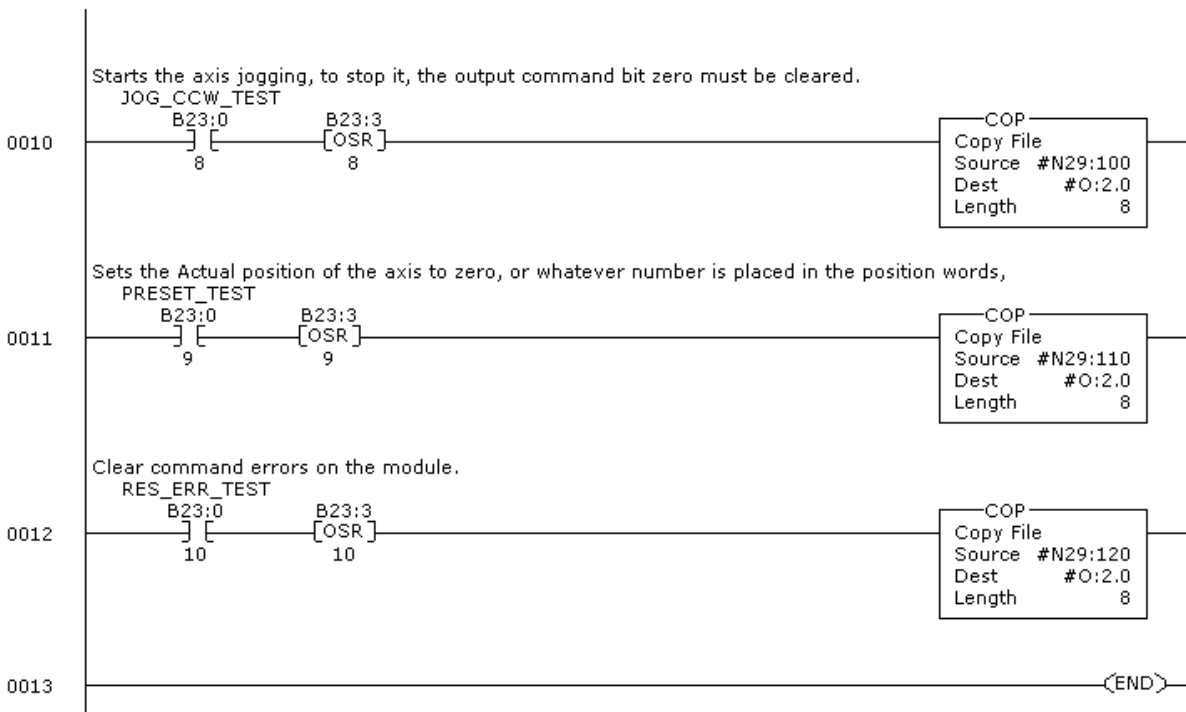 Starts the axis jogging, to stop it, the output command bit zero must be cleared.
JOG_CCW_TEST
B23:0 B23:3 COP
0010 ] [ [OSR] Copy File
8 8 Source #N29:100
Dest #O:2.0
Length 8
Sets the Actual position of the axis to zero, or whatever number is placed in the position words,
PRESET_TEST
B23:0 B23:3 COP
0011 ] [ [OSR] Copy File
9 9 Source #N29:110
Dest #O:2.0
Length 8
Clear command errors on the module.
RES_ERR_TEST
B23:0 B23:3 COP
0012 ] [ [OSR] Copy File
10 10 Source #N29:120
Dest #O:2.0
Length 8
0013 (END)